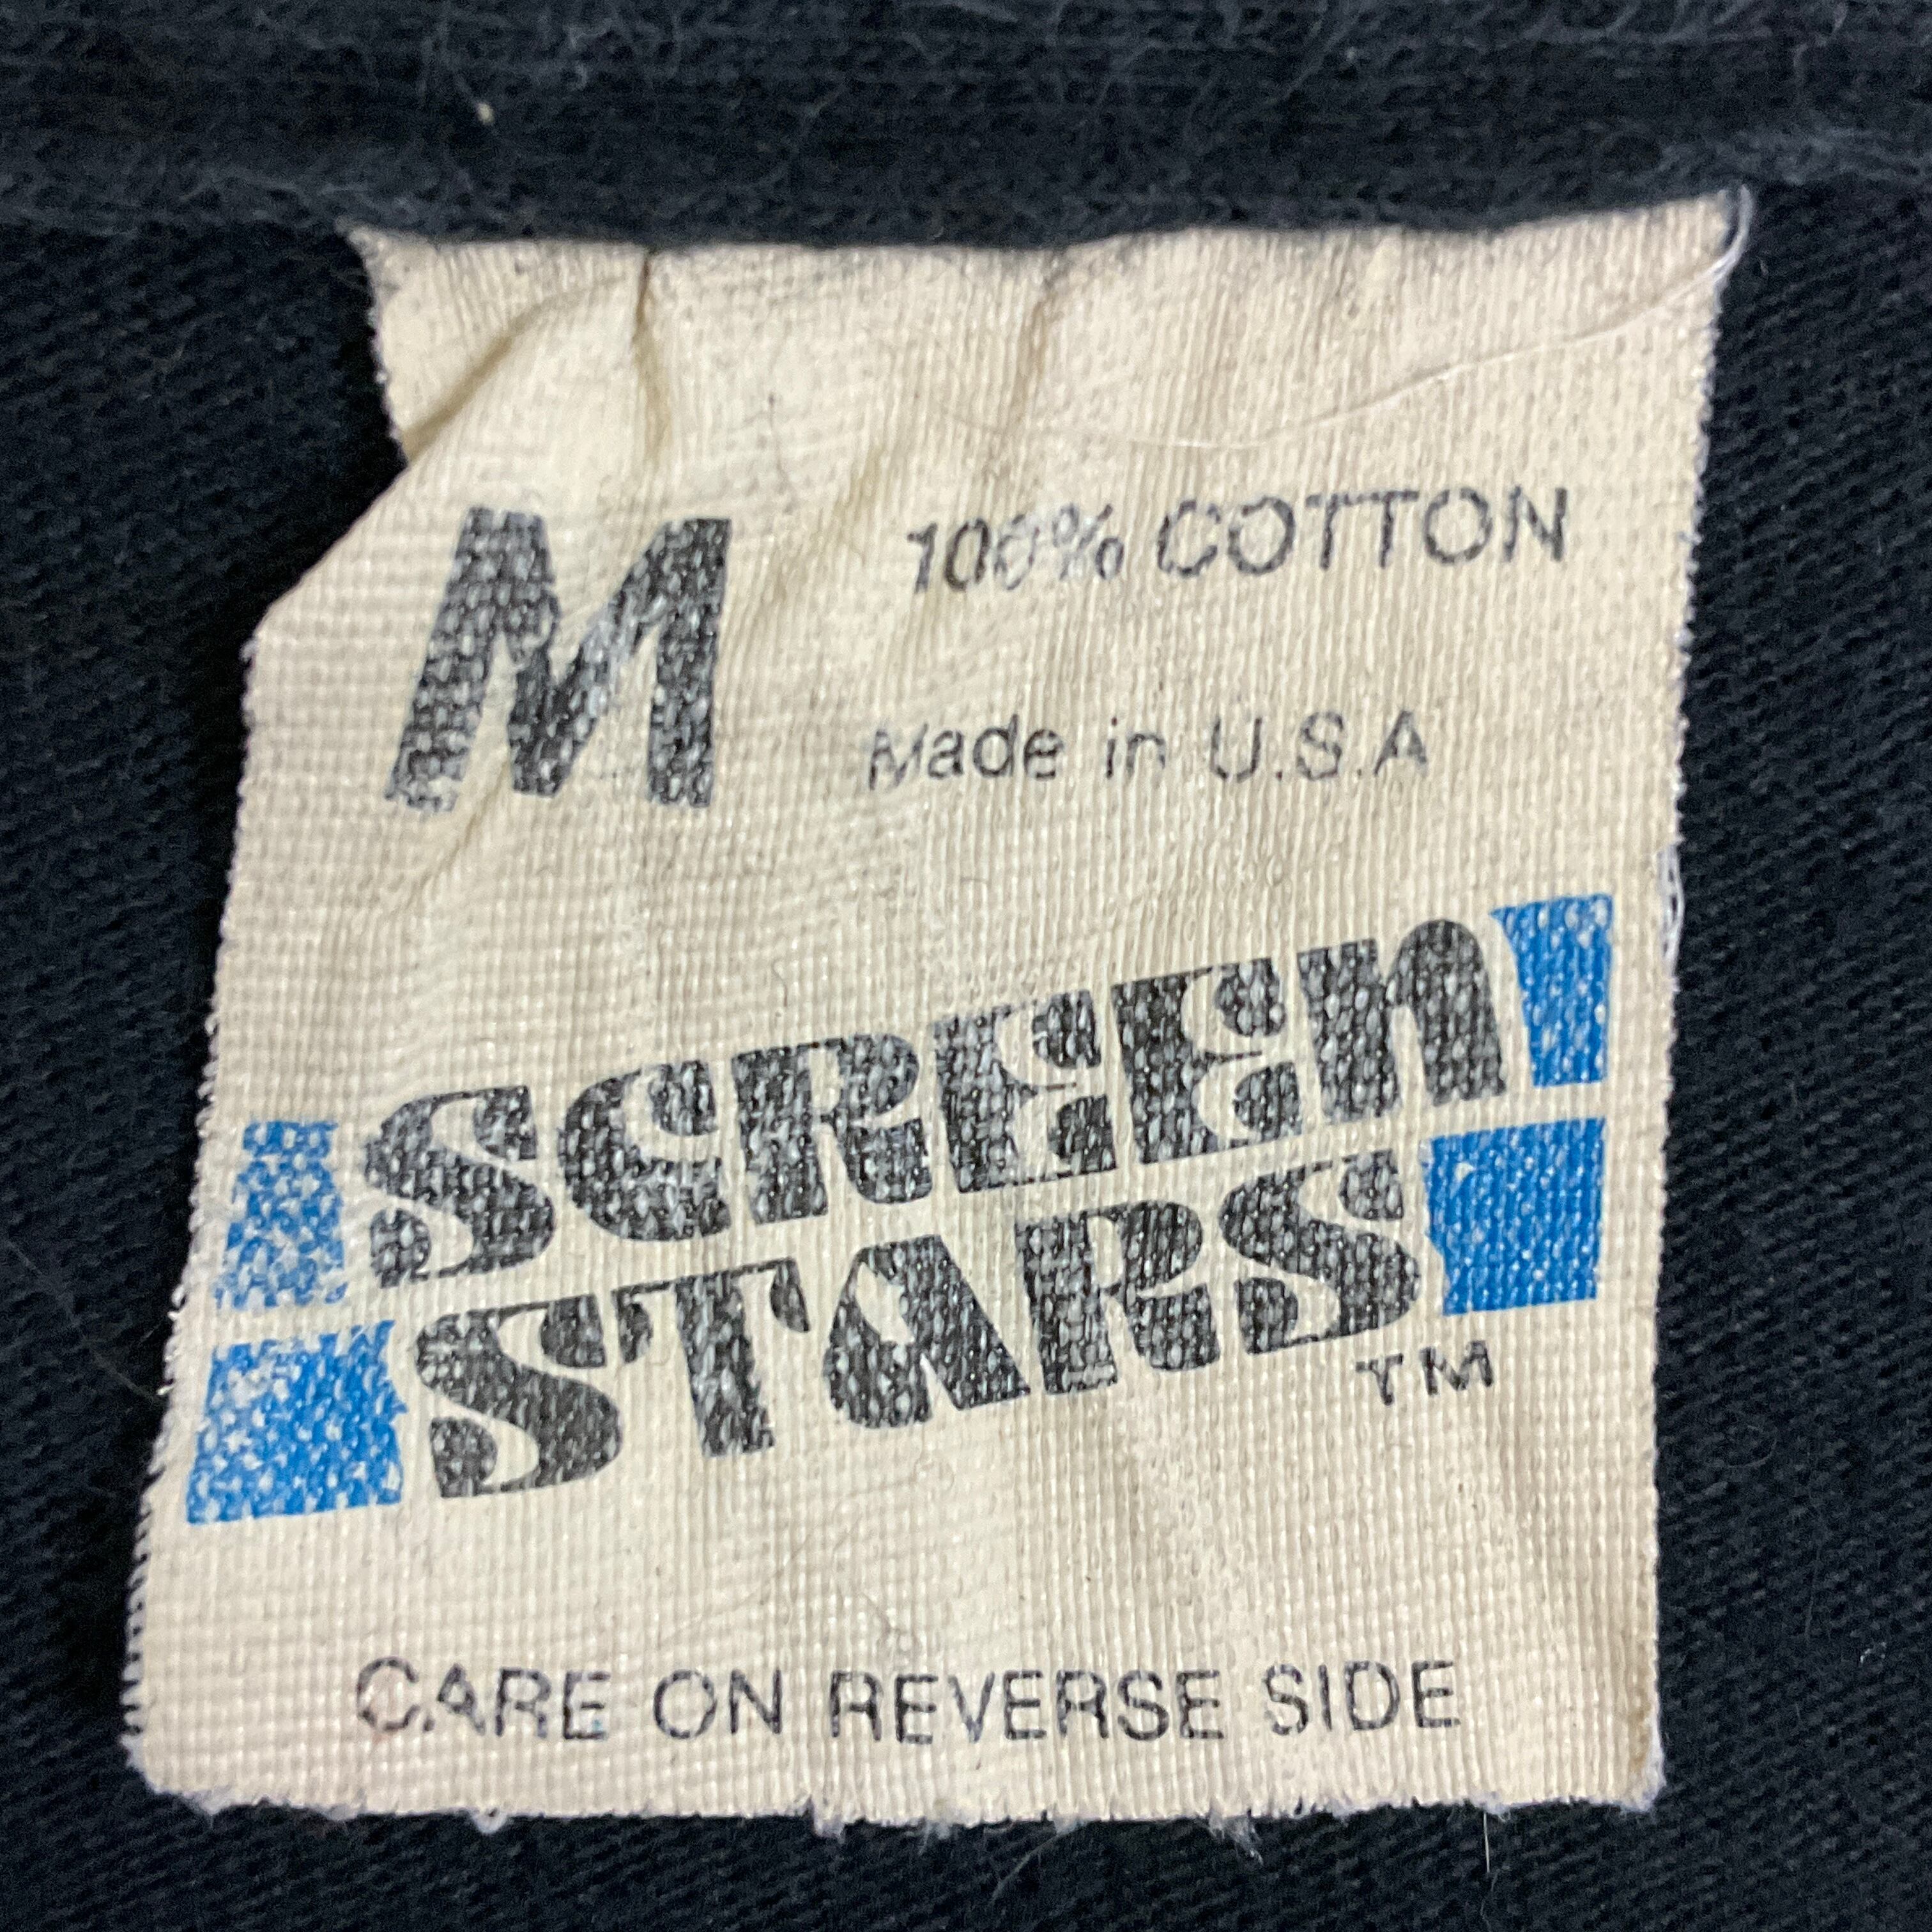 M
100% COTTON
Made in U.S.A
SCREEN
STARS
TM
CARE ON REVERSE SIDE